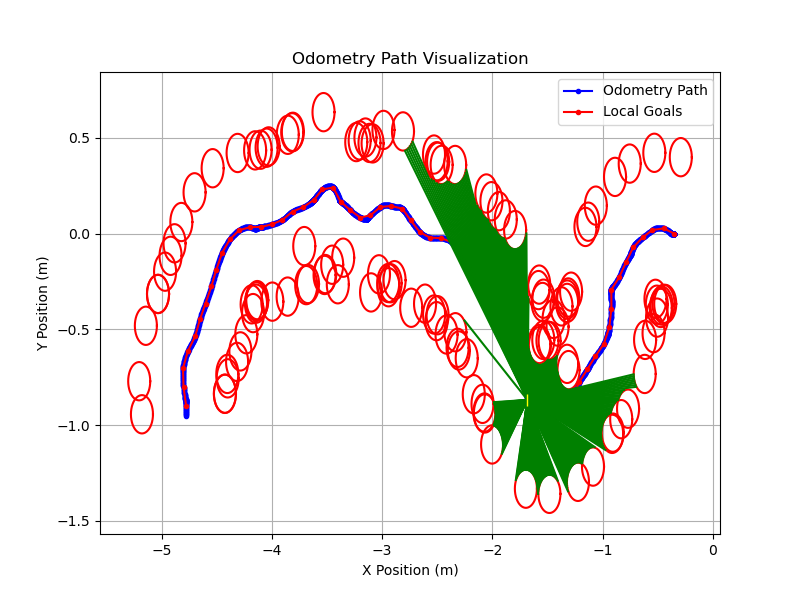 Odometry Path Visualization
Odometry Path
Local Goals
Y Position (m)
0.5
0.0
−0.5
−1.0
−1.5
−5
−4
−3
−2
−1
0
X Position (m)